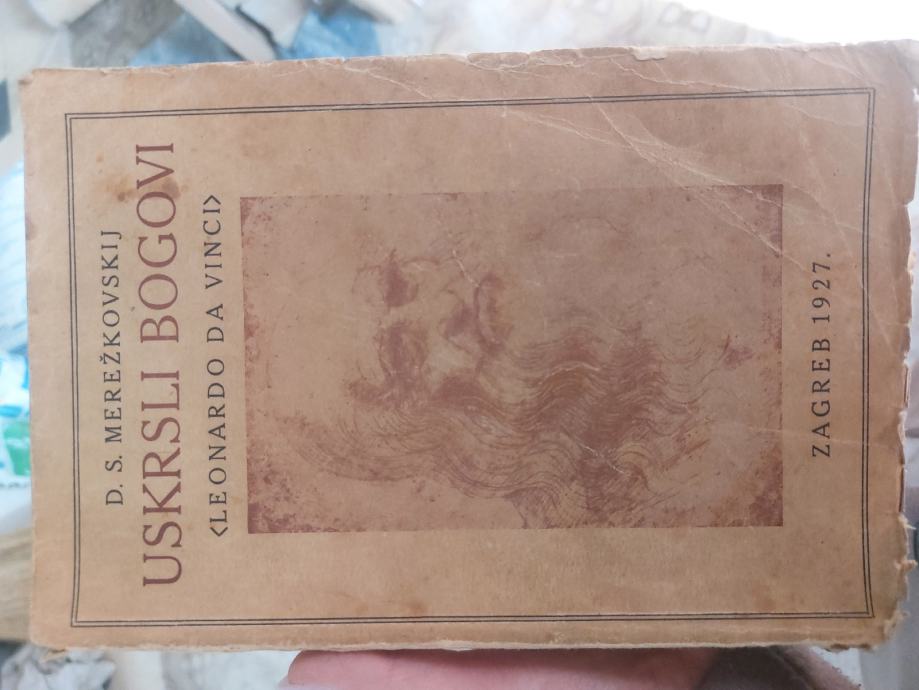 D. S. MEREŽKOVSKIJ
USKRSLI BOGOVI
<LEONARDO DA VINCI>
ZAGREB 1927.